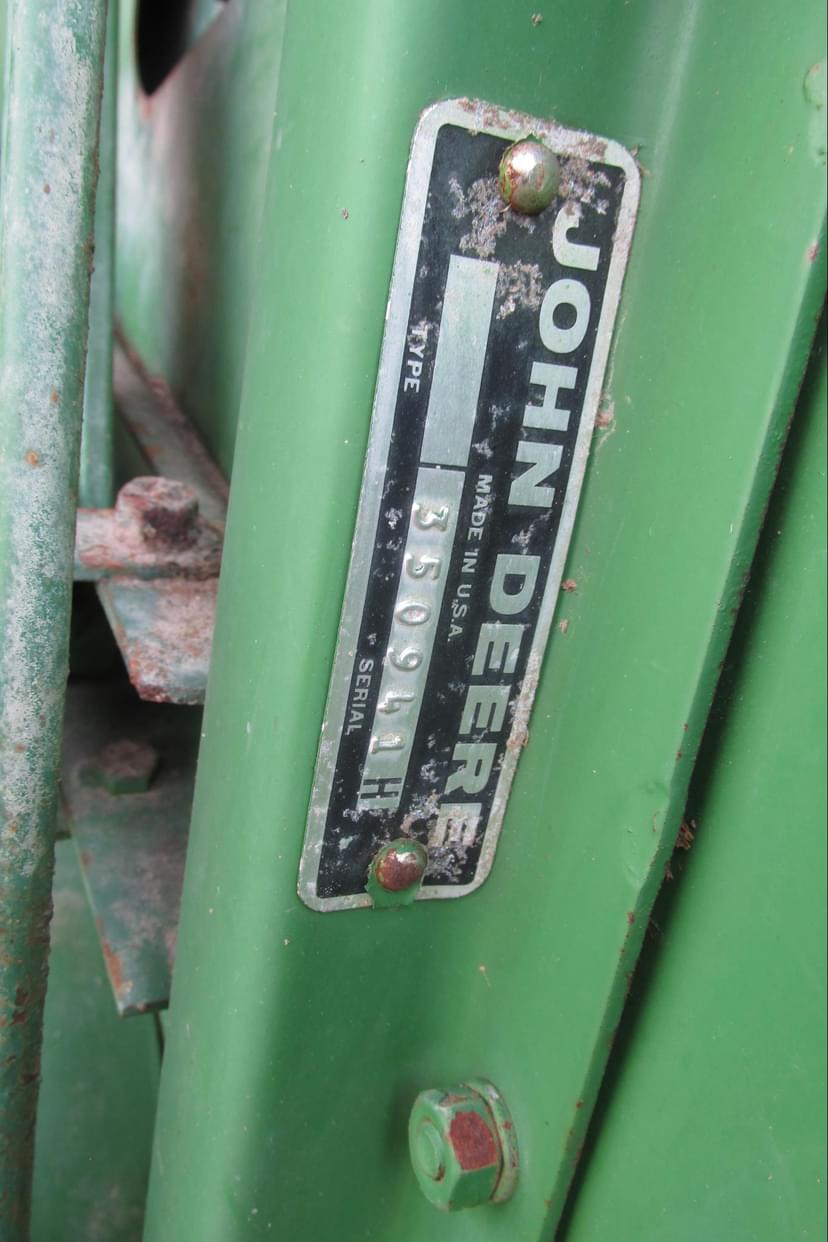 JOHN DEERE
MADE IN U.S.A
350941H
TYPE
SERIAL